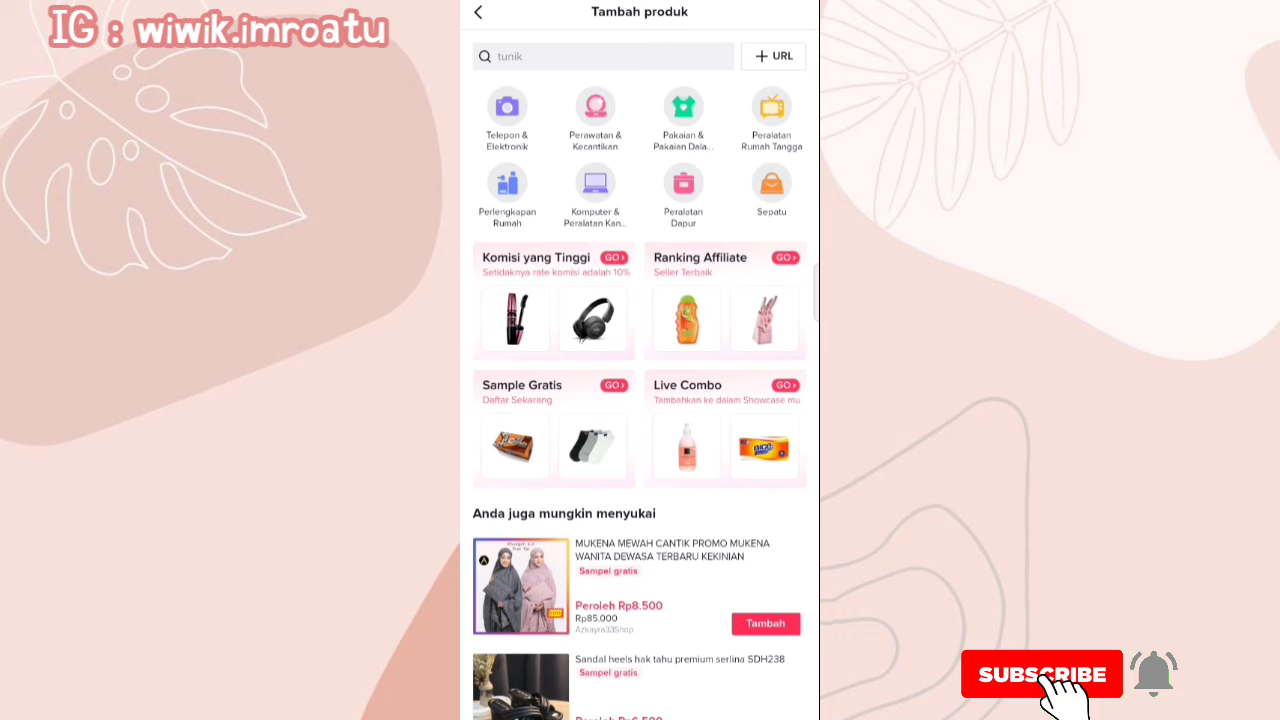 IG : wiwik.imroatu
Tambah produk
tunik
+ URL
Telepon &
Elektronik
Perawatan &
Kecantikan
Pakaian &
Pakaian Dala...
Peralatan
Rumah Tangga
Perlengkapan
Rumah
Komputer &
Peralatan Kan...
Peralatan
Dapur
Sepatu
Komisi yang Tinggi GO ›
Setidaknya rate komisi adalah 10%
Ranking Affiliate GO ›
Seller Terbaik
Sample Gratis GO ›
Daftar Sekarang
Live Combo GO ›
Tambahkan ke dalam Showcase mu
Anda juga mungkin menyukai
MUKENA MEWAH CANTIK PROMO MUKENA
WANITA DEWASA TERBARU KEKINIAN
Sampel gratis
Peroleh Rp8.500
Rp85.000
Azkayra33Shop
Tambah
Sandal heels hak tahu premium serlina SDH238
Sampel gratis
Peroleh Rp6.500
SUBSCRIBE